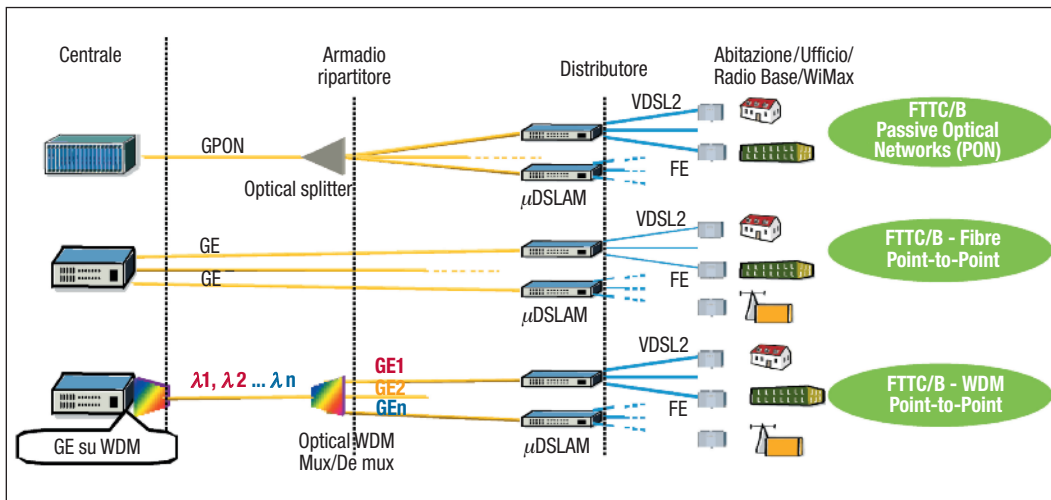 Centrale
Armadio
ripartitore
Distributore
Abitazione/Ufficio/
Radio Base/WiMax
GPON
Optical splitter
VDSL2
FE
μDSLAM
FTTC/B
Passive Optical
Networks (PON)
GE
GE
VDSL2
FE
μDSLAM
FTTC/B - Fibre
Point-to-Point
λ1, λ2 ... λn
GE1
GE2
GEn
VDSL2
FE
μDSLAM
FTTC/B - WDM
Point-to-Point
GE su WDM
Optical WDM
Mux/De mux